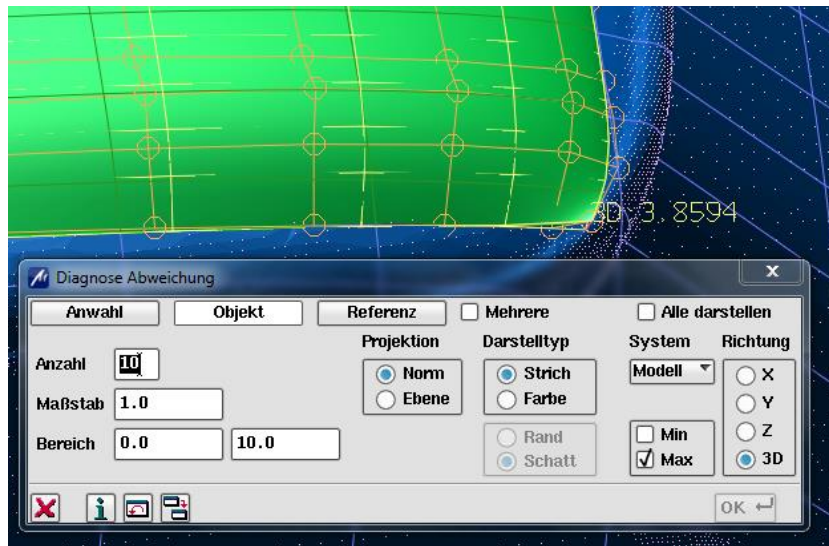 3D 3.8594
Diagnose Abweichung
Anwahl Objekt Referenz Mehrere Alle darstellen
Projektion Darstelltyp System Richtung
Anzahl 10 Norm Strich Modell X
Ebene Farbe Y
Maßstab 1.0
Bereich 0.0 10.0 Rand Min Z
Schatt Max 3D
OK